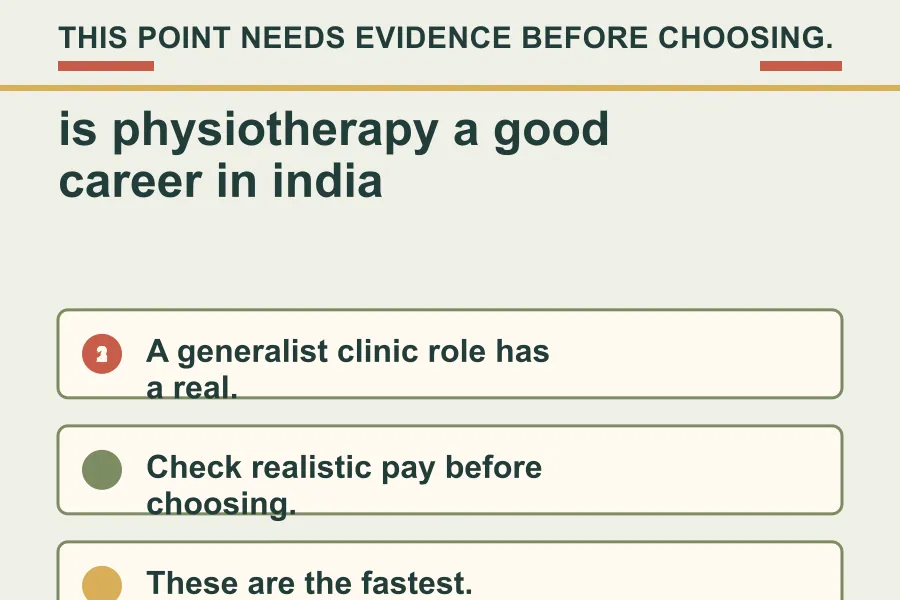 THIS POINT NEEDS EVIDENCE BEFORE CHOOSING.
is physiotherapy a good
career in india
A generalist clinic role has
a real.
Check realistic pay before
choosing.
These are the fastest.